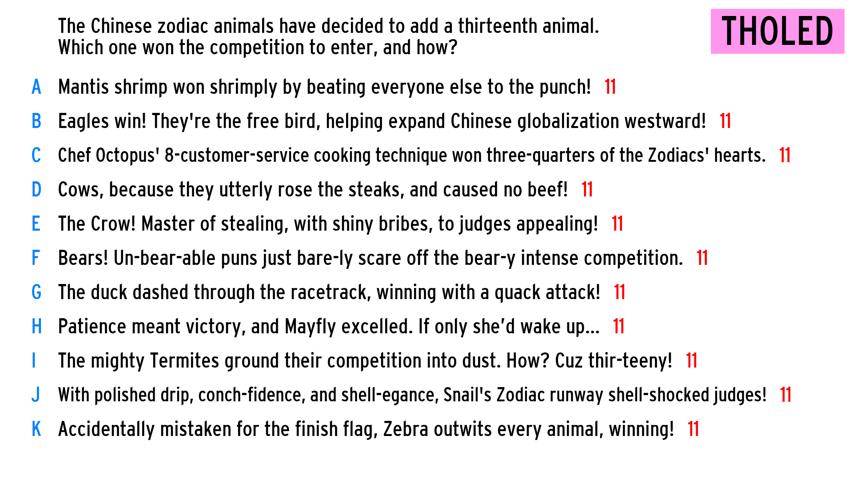 The Chinese zodiac animals have decided to add a thirteenth animal.
Which one won the competition to enter, and how?
THOLED
A Mantis shrimp won shrimply by beating everyone else to the punch! 11
B Eagles win! They're the free bird, helping expand Chinese globalization westward! 11
C Chef Octopus' 8-customer-service cooking technique won three-quarters of the Zodiacs' hearts. 11
D Cows, because they utterly rose the steaks, and caused no beef! 11
E The Crow! Master of stealing, with shiny bribes, to judges appealing! 11
F Bears! Un-bear-able puns just bare-ly scare off the bear-y intense competition. 11
G The duck dashed through the racetrack, winning with a quack attack! 11
H Patience meant victory, and Mayfly excelled. If only she’d wake up... 11
I The mighty Termites ground their competition into dust. How? Cuz thir-teeny! 11
J With polished drip, conch-fidence, and shell-egance, Snail's Zodiac runway shell-shocked judges! 11
K Accidentally mistaken for the finish flag, Zebra outwits every animal, winning! 11